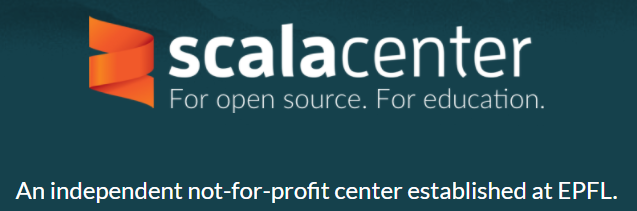 scalacenter
For open source. For education.
An independent not-for-profit center established at EPFL.